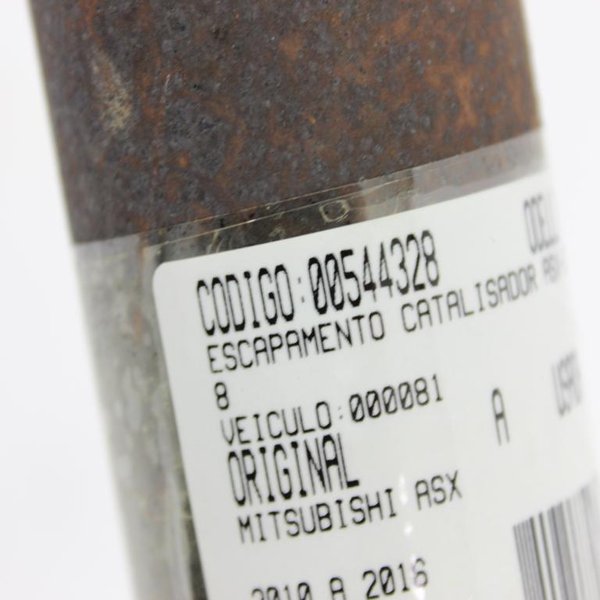 CODIGO:00544328
ESCAPAMENTO CATALISADOR
8
VEICULO:000081 A
ORIGINAL
MITSUBISHI ASX
2010 A 2016